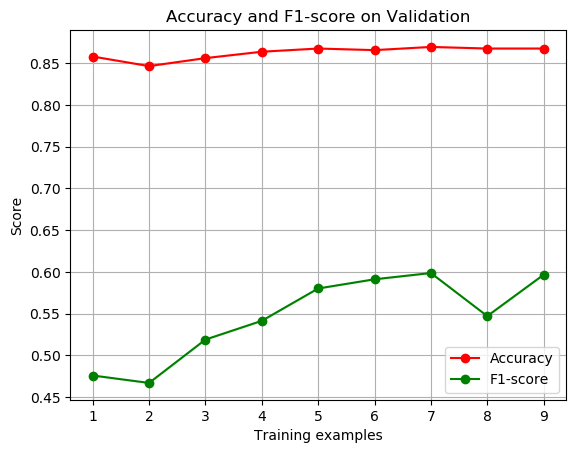 Accuracy and F1-score on Validation
0.85
0.80
0.75
0.70
0.65
0.60
0.55
0.50
0.45
Score
1 2 3 4 5 6 7 8 9
Training examples
Accuracy
F1-score